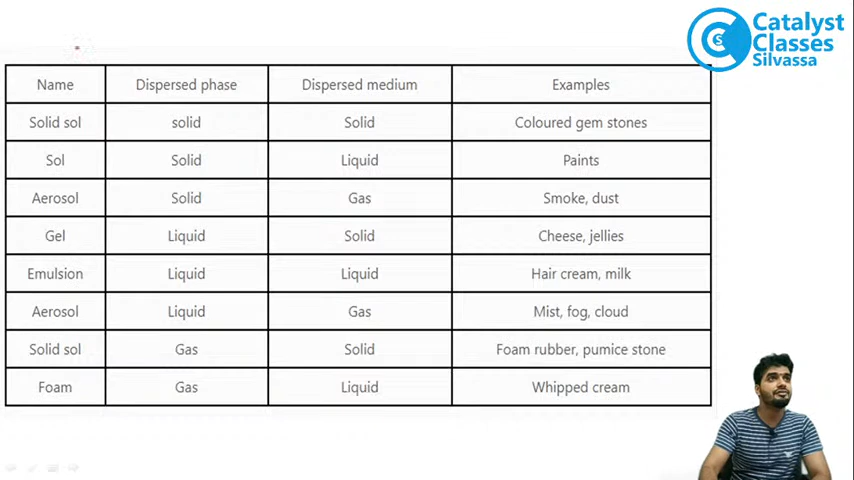 Catalyst
Classes
Silvassa
Name Dispersed phase Dispersed medium Examples
Solid sol solid Solid Coloured gem stones
Sol Solid Liquid Paints
Aerosol Solid Gas Smoke, dust
Gel Liquid Solid Cheese, jellies
Emulsion Liquid Liquid Hair cream, milk
Aerosol Liquid Gas Mist, fog, cloud
Solid sol Gas Solid Foam rubber, pumice stone
Foam Gas Liquid Whipped cream